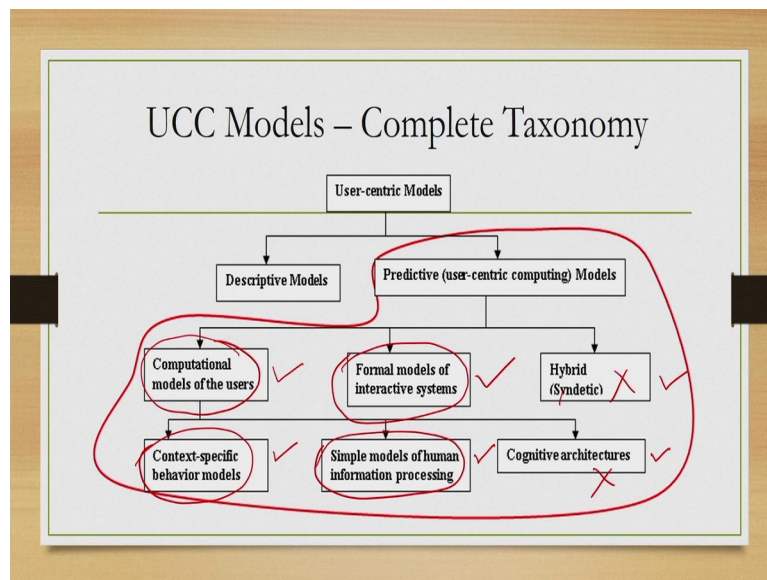 UCC Models – Complete Taxonomy
User-centric Models
Descriptive Models
Predictive (user-centric computing) Models
Computational
models of the users
Formal models of
interactive systems
Hybrid
(Syndetic)
Context-specific
behavior models
Simple models of human
information processing
Cognitive architectures